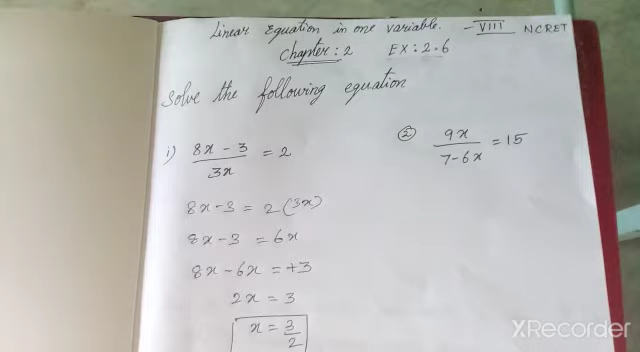 Linear Equation in one variable. - VIII NCRET
Chapter: 2 EX: 2.6
Solve the following equation
i) (8x - 3)/(3x) = 2
8x - 3 = 2 (3x)
8x - 3 = 6x
8x - 6x = +3
2x = 3
x = 3/2
② 9x/(7-6x) = 15
XRecorder